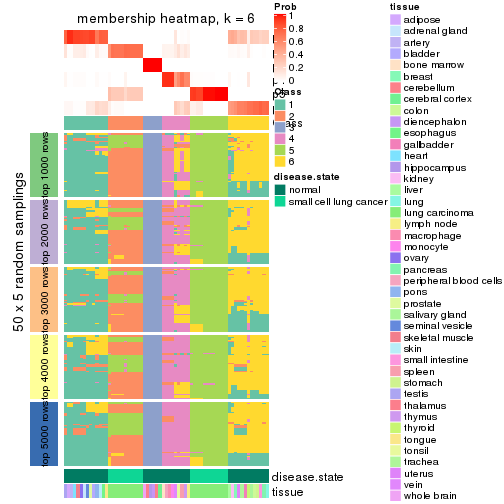 membership heatmap, k = 6
50 x 5 random samplings
top 1000 rows
top 2000 rows
top 3000 rows
top 4000 rows
top 5000 rows
disease.state
tissue
Prob
1
0.8
0.6
0.4
0.2
0
Class
1
2
3
4
5
6
disease.state
normal
small cell lung cancer
tissue
adipose
adrenal gland
artery
bladder
bone marrow
breast
cerebellum
cerebral cortex
colon
diencephalon
esophagus
gallbladder
heart
hippocampus
kidney
liver
lung
lung carcinoma
lymph node
macrophage
monocyte
ovary
pancreas
peripheral blood cells
pons
prostate
salivary gland
seminal vesicle
skeletal muscle
skin
small intestine
spleen
stomach
testis
thalamus
thymus
thyroid
tongue
tonsil
trachea
uterus
vein
whole brain